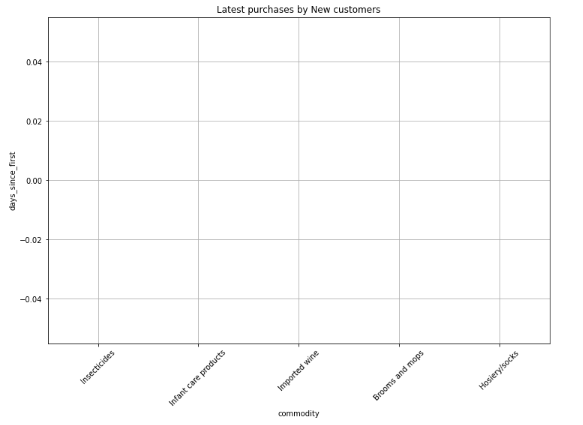 Latest purchases by New customers
0.04
0.02
0.00
−0.02
−0.04
days_since_first
Insecticides
Infant care products
Imported wine
Brooms and mops
Hosiery/socks
commodity